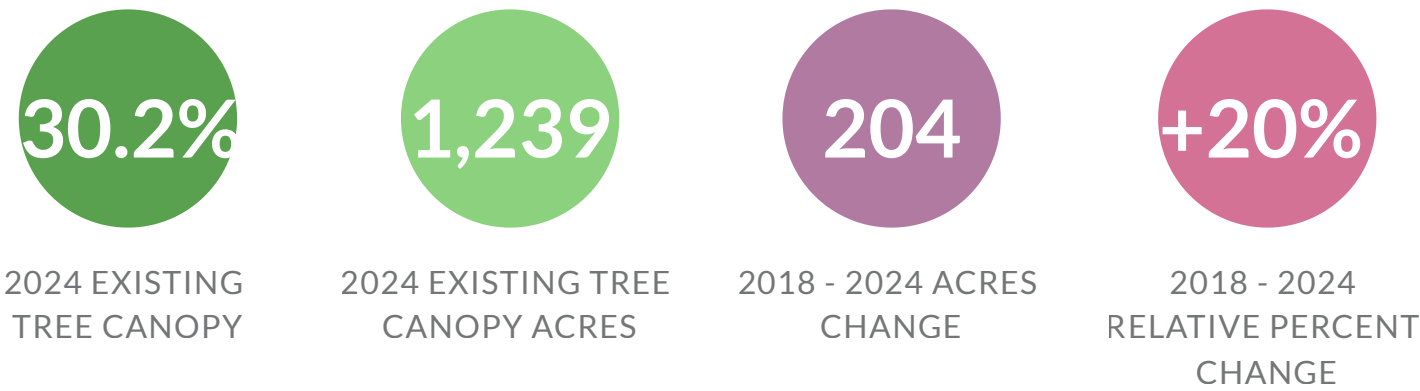 30.2%
2024 EXISTING
TREE CANOPY
1,239
2024 EXISTING TREE
CANOPY ACRES
204
2018 - 2024 ACRES
CHANGE
+20%
2018 - 2024
RELATIVE PERCENT
CHANGE